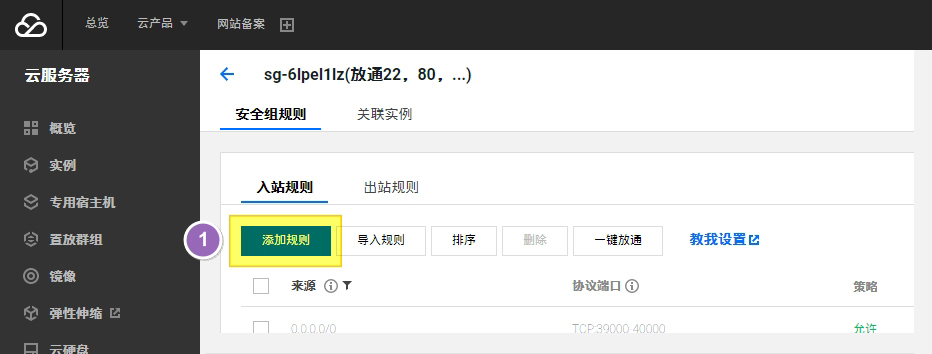 总览 云产品 网站备案
云服务器
sg-6lpel1lz(放通22，80，...)
安全组规则 关联实例
概览
实例
入站规则 出站规则
专用宿主机
1
添加规则 导入规则 排序 删除 一键放通 教我设置
置放群组
镜像
来源 协议端口 策略
弹性伸缩
0.0.0.0/0 TCP:39000-40000 允许
云硬盘